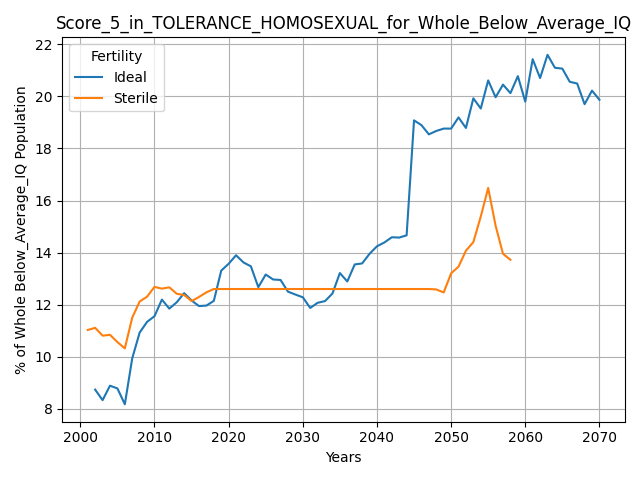 Score_5_in_TOLERANCE_HOMOSEXUAL_for_Whole_Below_Average_IQ
Fertility
Ideal
Sterile
% of Whole Below_Average_IQ Population
22
20
18
16
14
12
10
8
2000 2010 2020 2030 2040 2050 2060 2070
Years